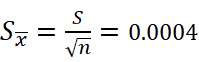 S_x̅ = S/√n = 0.0004